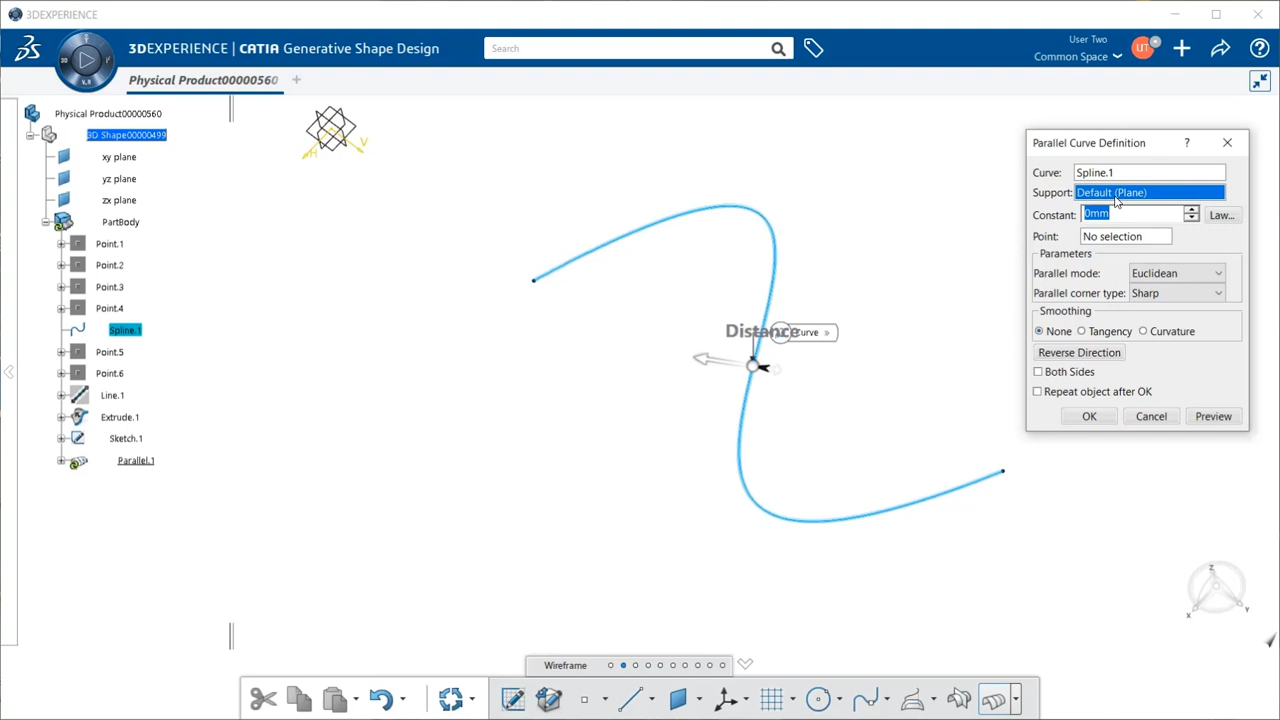 3DEXPERIENCE
3DEXPERIENCE | CATIA Generative Shape Design
Search
User Two
Common Space
UT
3D
V.R
Physical Product00000560
Physical Product00000560
3D Shape00000499
xy plane
yz plane
zx plane
PartBody
Point.1
Point.2
Point.3
Point.4
Spline.1
Point.5
Point.6
Line.1
Extrude.1
Sketch.1
Parallel.1
H
V
Distance
Curve »
Parallel Curve Definition ?
Curve: Spline.1
Support: Default (Plane)
Constant: 0mm Law...
Point: No selection
Parameters
Parallel mode: Euclidean
Parallel corner type: Sharp
Smoothing
None Tangency Curvature
Reverse Direction
Both Sides
Repeat object after OK
OK Cancel Preview
Z
X
Y
Wireframe